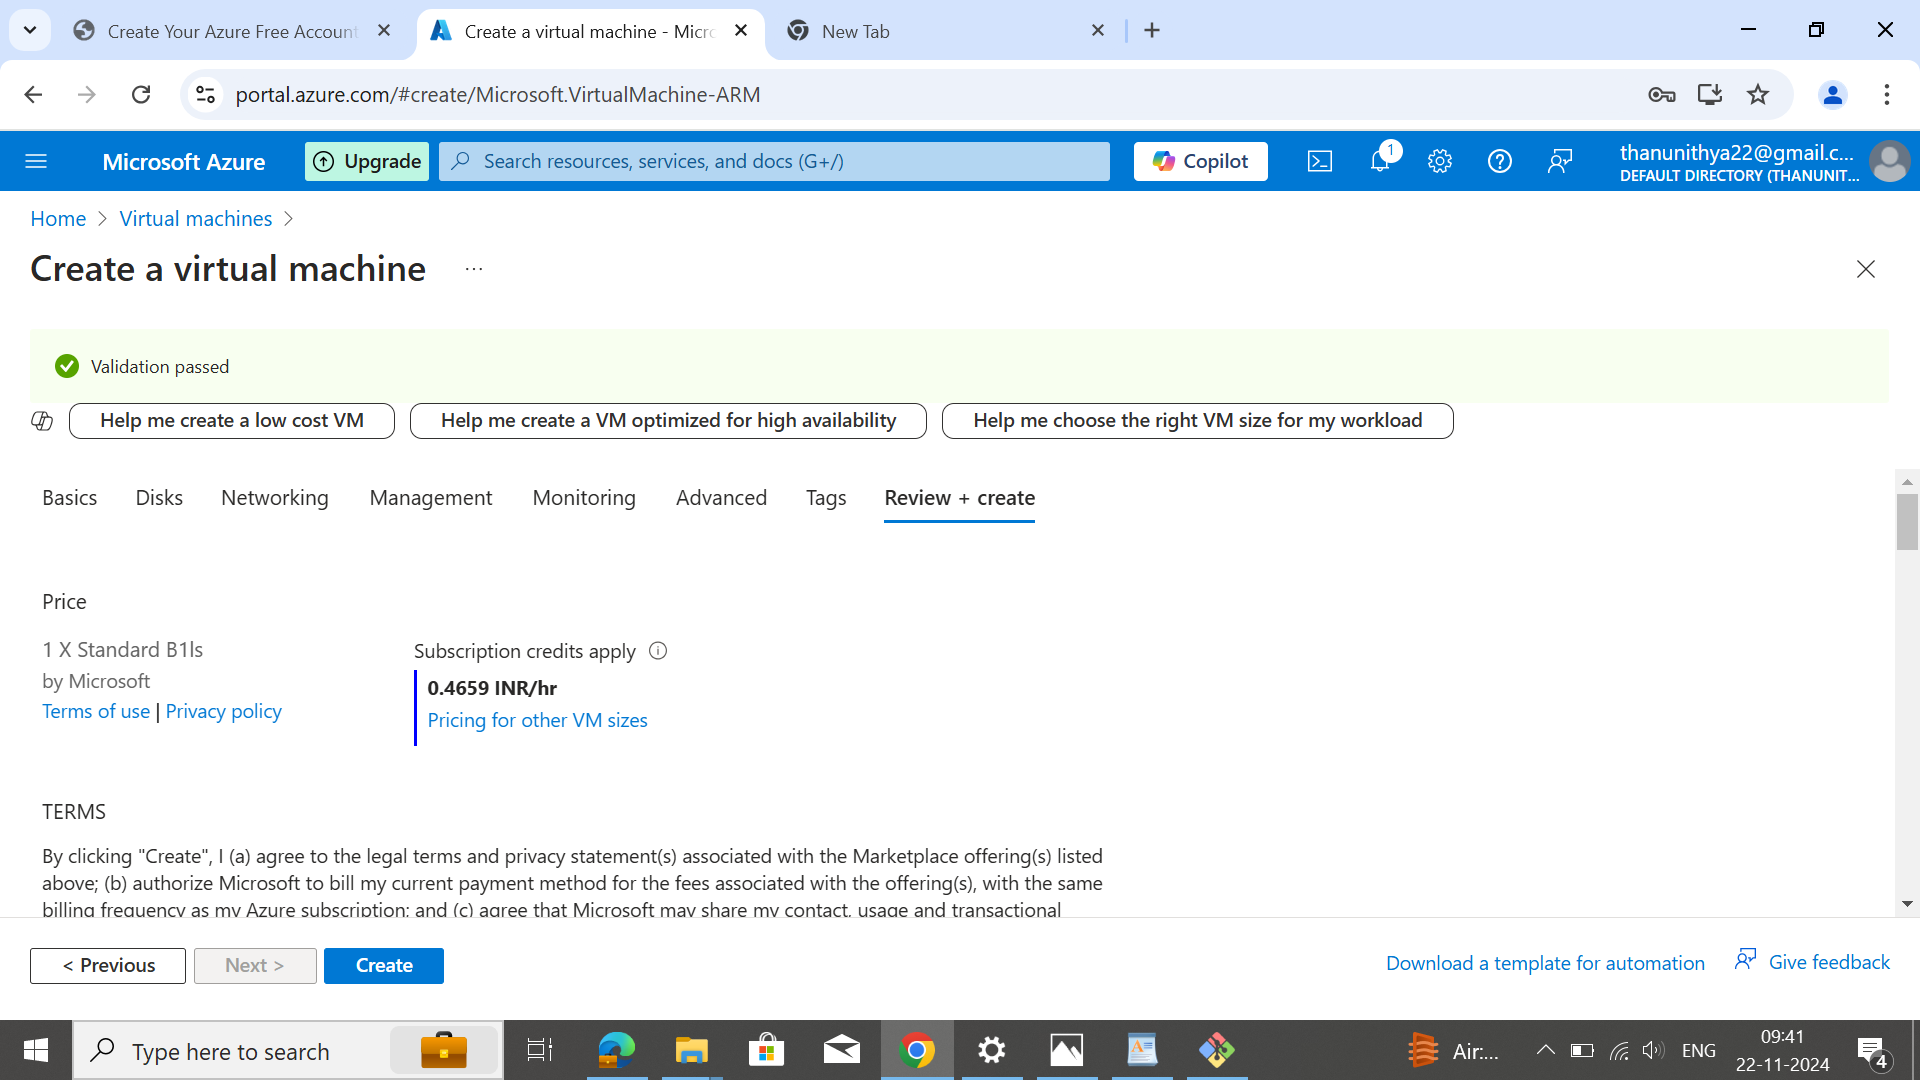 Create Your Azure Free Account
Create a virtual machine - Micro
New Tab
portal.azure.com/#create/Microsoft.VirtualMachine-ARM
Microsoft Azure
Upgrade
Search resources, services, and docs (G+/)
Copilot
1
thanunithya22@gmail.c...
DEFAULT DIRECTORY (THANUNIT...
Home > Virtual machines >
Create a virtual machine ...
Validation passed
Help me create a low cost VM
Help me create a VM optimized for high availability
Help me choose the right VM size for my workload
Basics Disks Networking Management Monitoring Advanced Tags Review + create
Price
1 X Standard B1ls
by Microsoft
Terms of use | Privacy policy
Subscription credits apply
0.4659 INR/hr
Pricing for other VM sizes
TERMS
By clicking "Create", I (a) agree to the legal terms and privacy statement(s) associated with the Marketplace offering(s) listed
above; (b) authorize Microsoft to bill my current payment method for the fees associated with the offering(s), with the same
billing frequency as my Azure subscription; and (c) agree that Microsoft may share my contact, usage and transactional
< Previous
Next >
Create
Download a template for automation
Give feedback
Type here to search
Air:...
ENG
09:41
22-11-2024
4